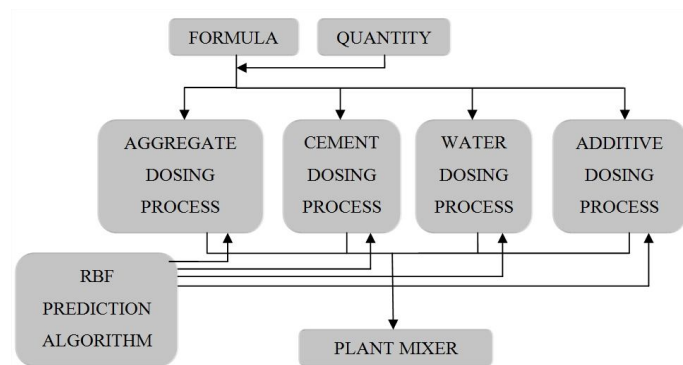 FORMULA
QUANTITY
AGGREGATE
DOSING
PROCESS
CEMENT
DOSING
PROCESS
WATER
DOSING
PROCESS
ADDITIVE
DOSING
PROCESS
RBF
PREDICTION
ALGORITHM
PLANT MIXER